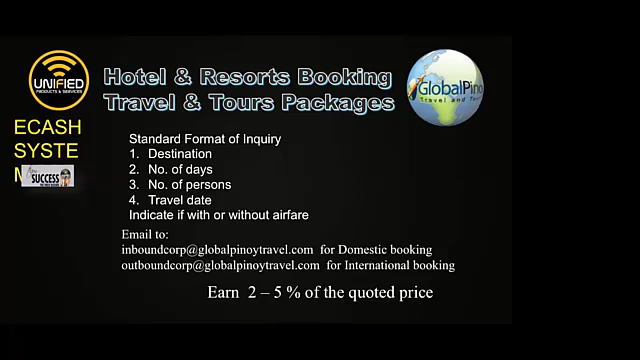 UNIFIED
PRODUCTS & SERVICES
Hotel & Resorts Booking
Travel & Tours Packages
GlobalPino
Travel and Tours
ECASH
SYSTE
M
SUCCESS
Standard Format of Inquiry
1. Destination
2. No. of days
3. No. of persons
4. Travel date
Indicate if with or without airfare
Email to:
inboundcorp@globalpinoytravel.com for Domestic booking
outboundcorp@globalpinoytravel.com for International booking
Earn 2 – 5 % of the quoted price